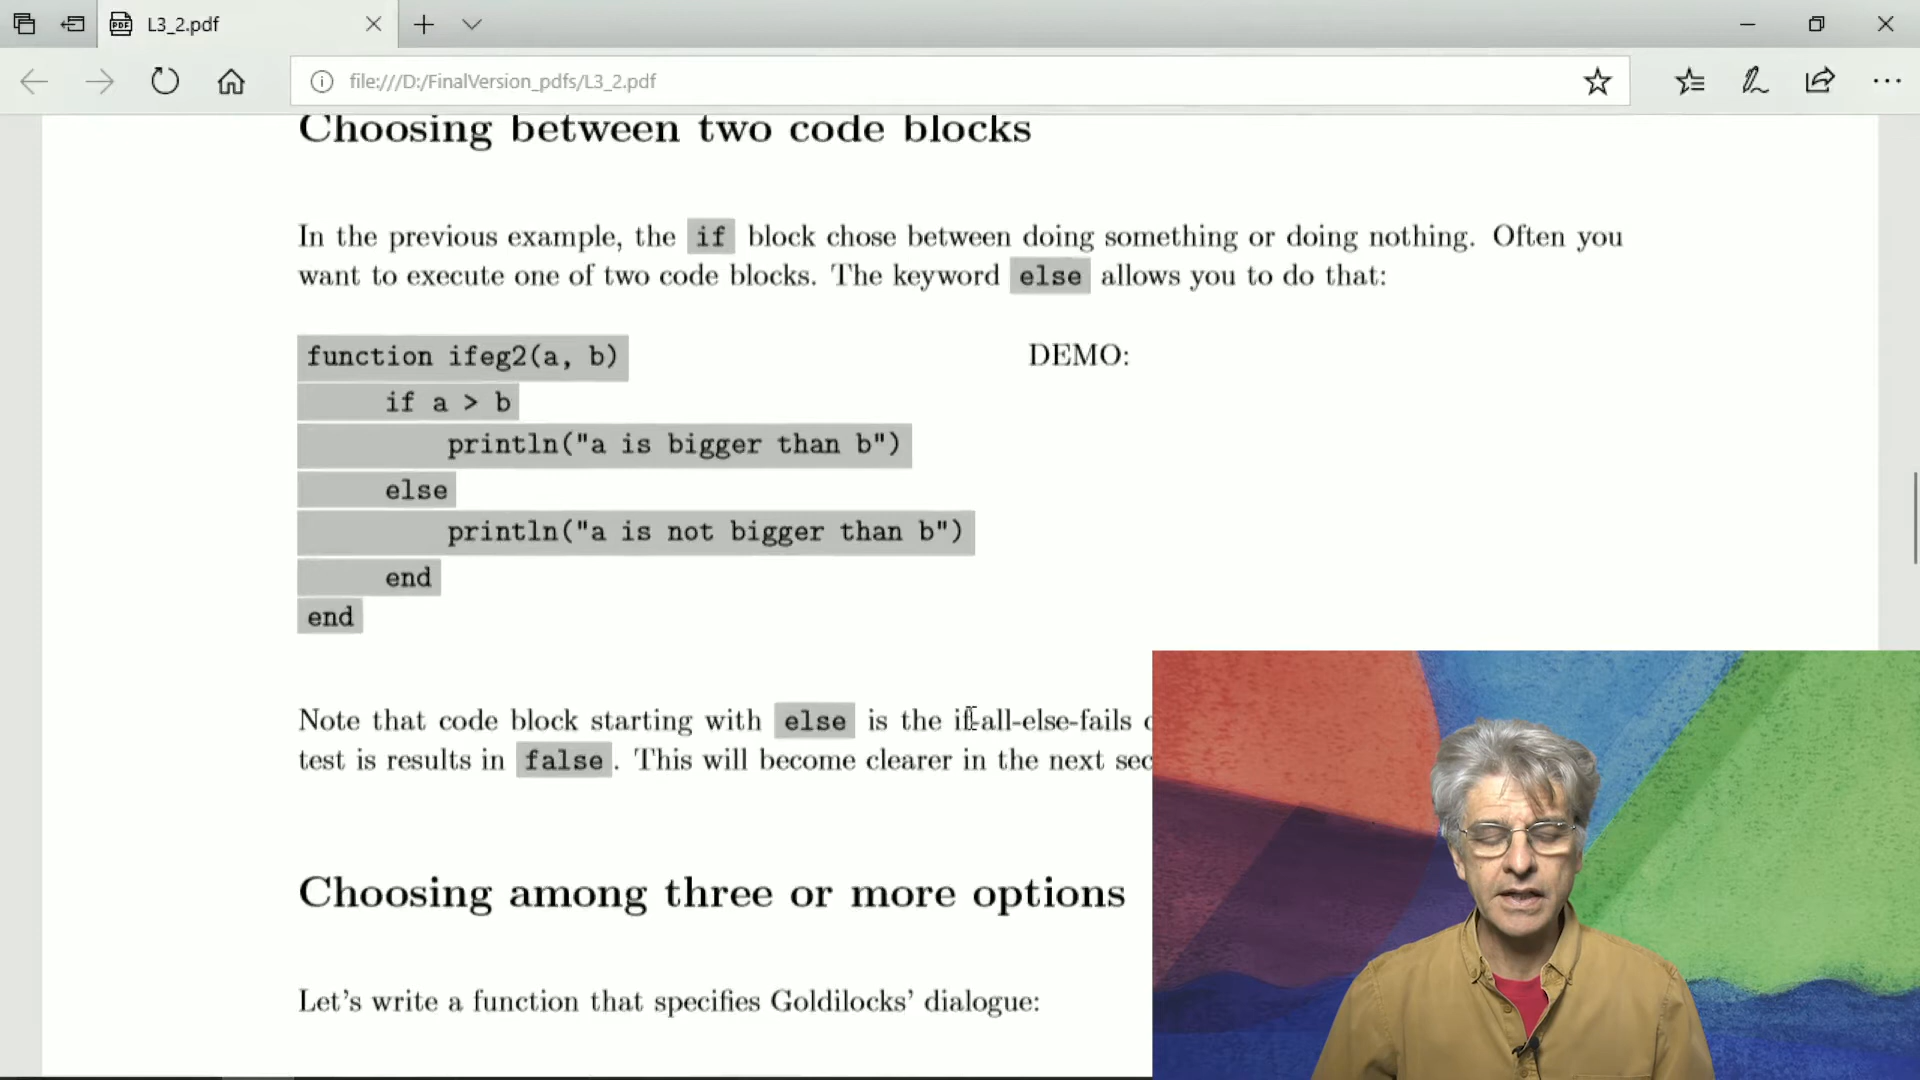 L3_2.pdf
file:///D:/FinalVersion_pdfs/L3_2.pdf
Choosing between two code blocks
In the previous example, the if block chose between doing something or doing nothing. Often you
want to execute one of two code blocks. The keyword else allows you to do that:
function ifeg2(a, b)
DEMO:
if a > b
println("a is bigger than b")
else
println("a is not bigger than b")
end
end
Note that code block starting with else is the if-all-else-fails
test is results in false . This will become clearer in the next sec
Choosing among three or more options
Let's write a function that specifies Goldilocks' dialogue: